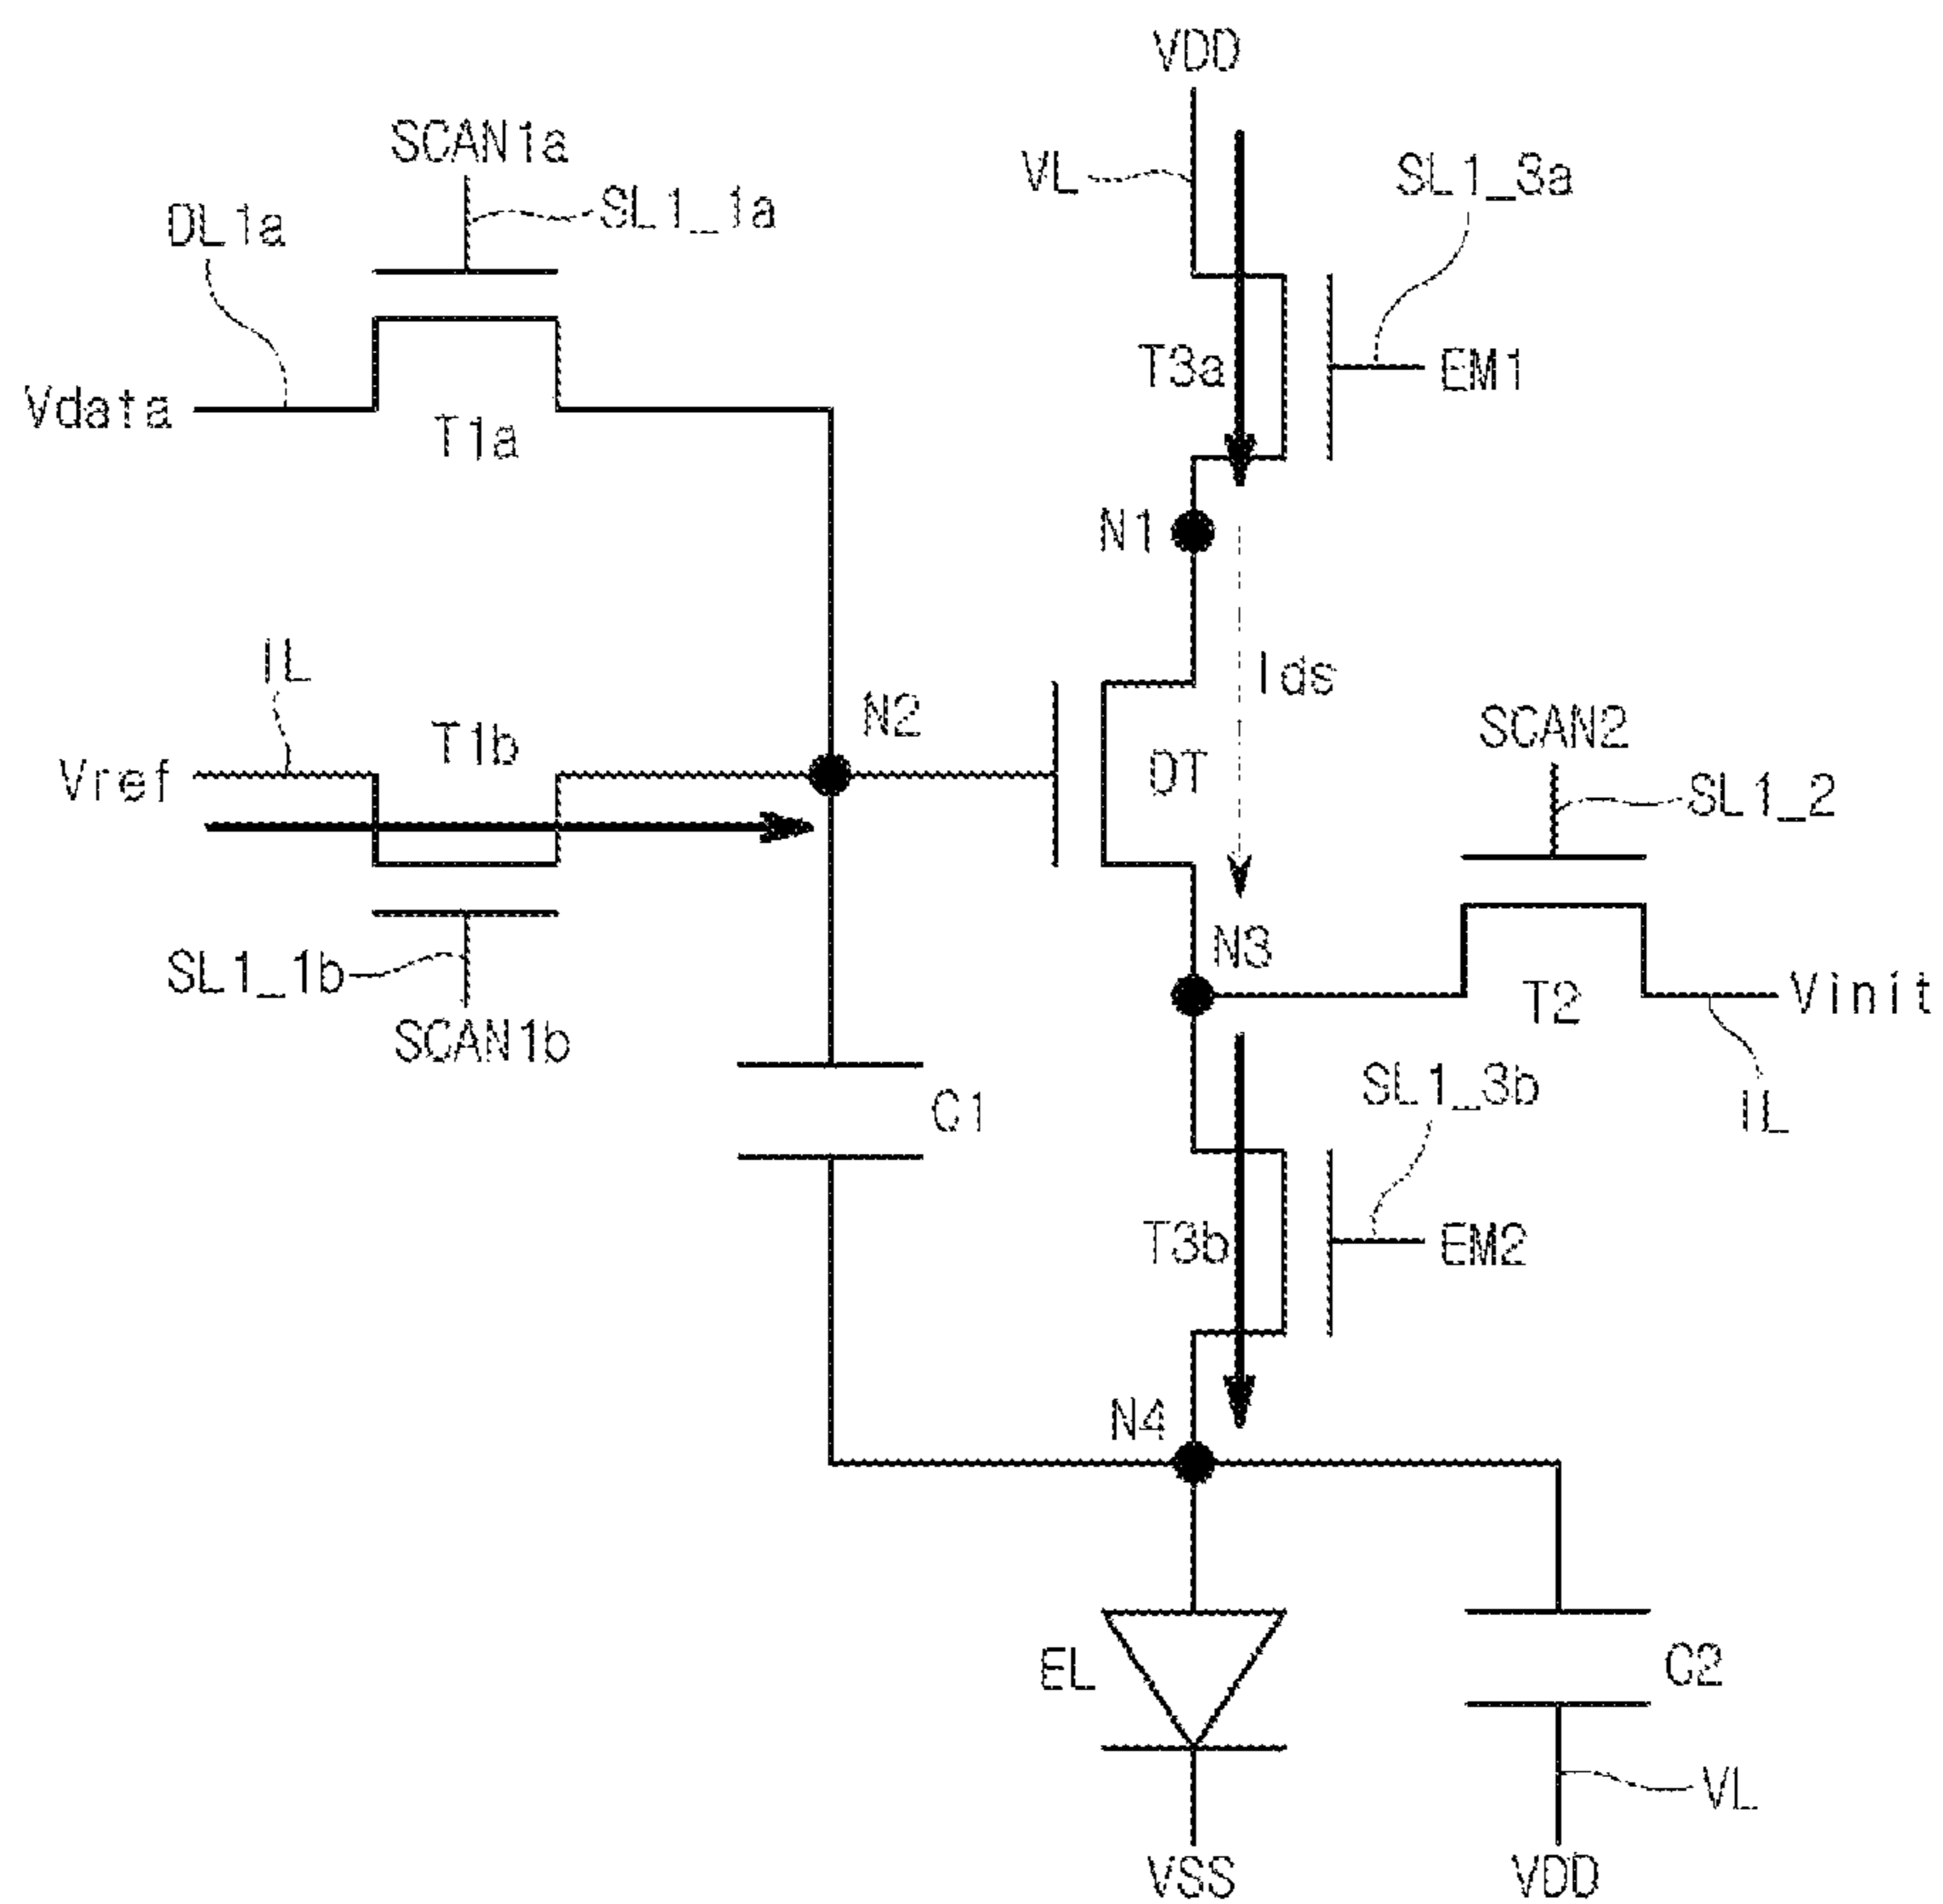 VDD
SCAN1a
VL
SL1_3a
DL1a
SL1_1a
T3a
EM1
Vdata
T1a
N1
IL
Ids
N2
SCAN2
T1b
Vref
DT
SL1_2
N3
SL1_1b
T2
Vinit
SCAN1b
SL1_3b
C1
IL
T3b
EM2
N4
EL
C2
VL
VSS
VDD